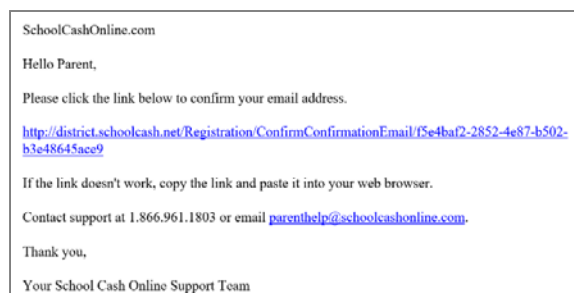 SchoolCashOnline.com
Hello Parent,
Please click the link below to confirm your email address.
http://district.schoolcash.net/Registration/ConfirmConfirmationEmail/f5e4baf2-2852-4e87-b502-
b3e48645ace9
If the link doesn't work, copy the link and paste it into your web browser.
Contact support at 1.866.961.1803 or email parenthelp@schoolcashonline.com.
Thank you,
Your School Cash Online Support Team